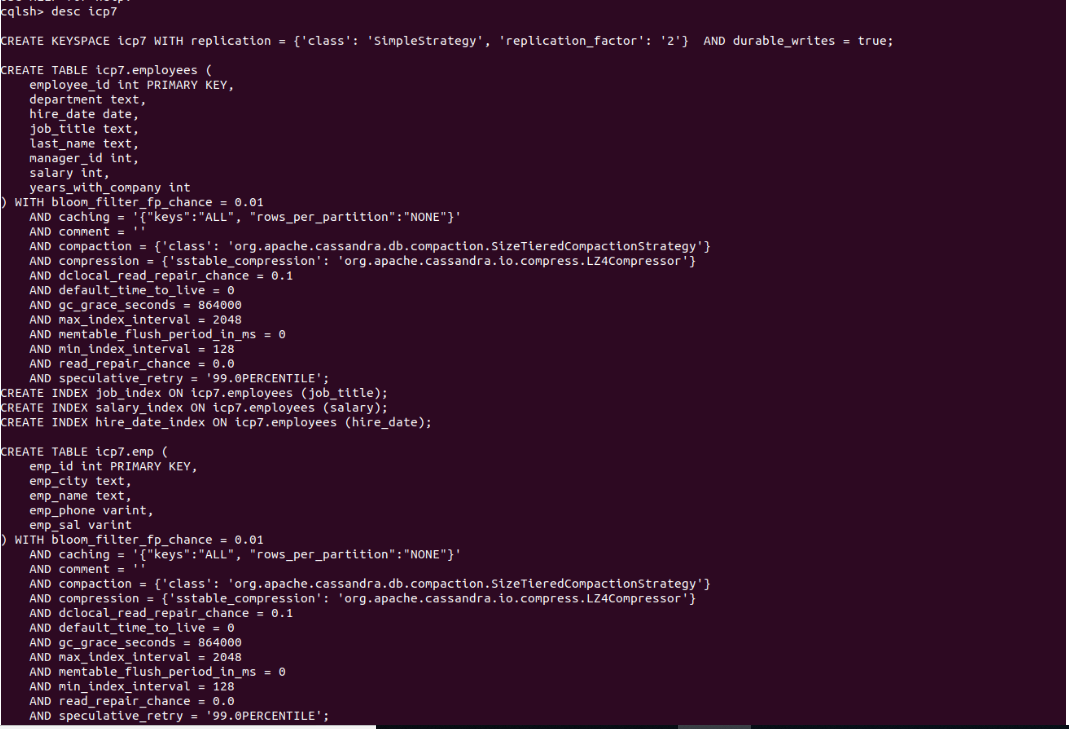 cqlsh> desc icp7
CREATE KEYSPACE icp7 WITH replication = {'class': 'SimpleStrategy', 'replication_factor': '2'}  AND durable_writes = true;
CREATE TABLE icp7.employees (
    employee_id int PRIMARY KEY,
    department text,
    hire_date date,
    job_title text,
    last_name text,
    manager_id int,
    salary int,
    years_with_company int
) WITH bloom_filter_fp_chance = 0.01
    AND caching = '{"keys":"ALL", "rows_per_partition":"NONE"}'
    AND comment = ''
    AND compaction = {'class': 'org.apache.cassandra.db.compaction.SizeTieredCompactionStrategy'}
    AND compression = {'sstable_compression': 'org.apache.cassandra.io.compress.LZ4Compressor'}
    AND dclocal_read_repair_chance = 0.1
    AND default_time_to_live = 0
    AND gc_grace_seconds = 864000
    AND max_index_interval = 2048
    AND memtable_flush_period_in_ms = 0
    AND min_index_interval = 128
    AND read_repair_chance = 0.0
    AND speculative_retry = '99.0PERCENTILE';
CREATE INDEX job_index ON icp7.employees (job_title);
CREATE INDEX salary_index ON icp7.employees (salary);
CREATE INDEX hire_date_index ON icp7.employees (hire_date);
CREATE TABLE icp7.emp (
    emp_id int PRIMARY KEY,
    emp_city text,
    emp_name text,
    emp_phone varint,
    emp_sal varint
) WITH bloom_filter_fp_chance = 0.01
    AND caching = '{"keys":"ALL", "rows_per_partition":"NONE"}'
    AND comment = ''
    AND compaction = {'class': 'org.apache.cassandra.db.compaction.SizeTieredCompactionStrategy'}
    AND compression = {'sstable_compression': 'org.apache.cassandra.io.compress.LZ4Compressor'}
    AND dclocal_read_repair_chance = 0.1
    AND default_time_to_live = 0
    AND gc_grace_seconds = 864000
    AND max_index_interval = 2048
    AND memtable_flush_period_in_ms = 0
    AND min_index_interval = 128
    AND read_repair_chance = 0.0
    AND speculative_retry = '99.0PERCENTILE';